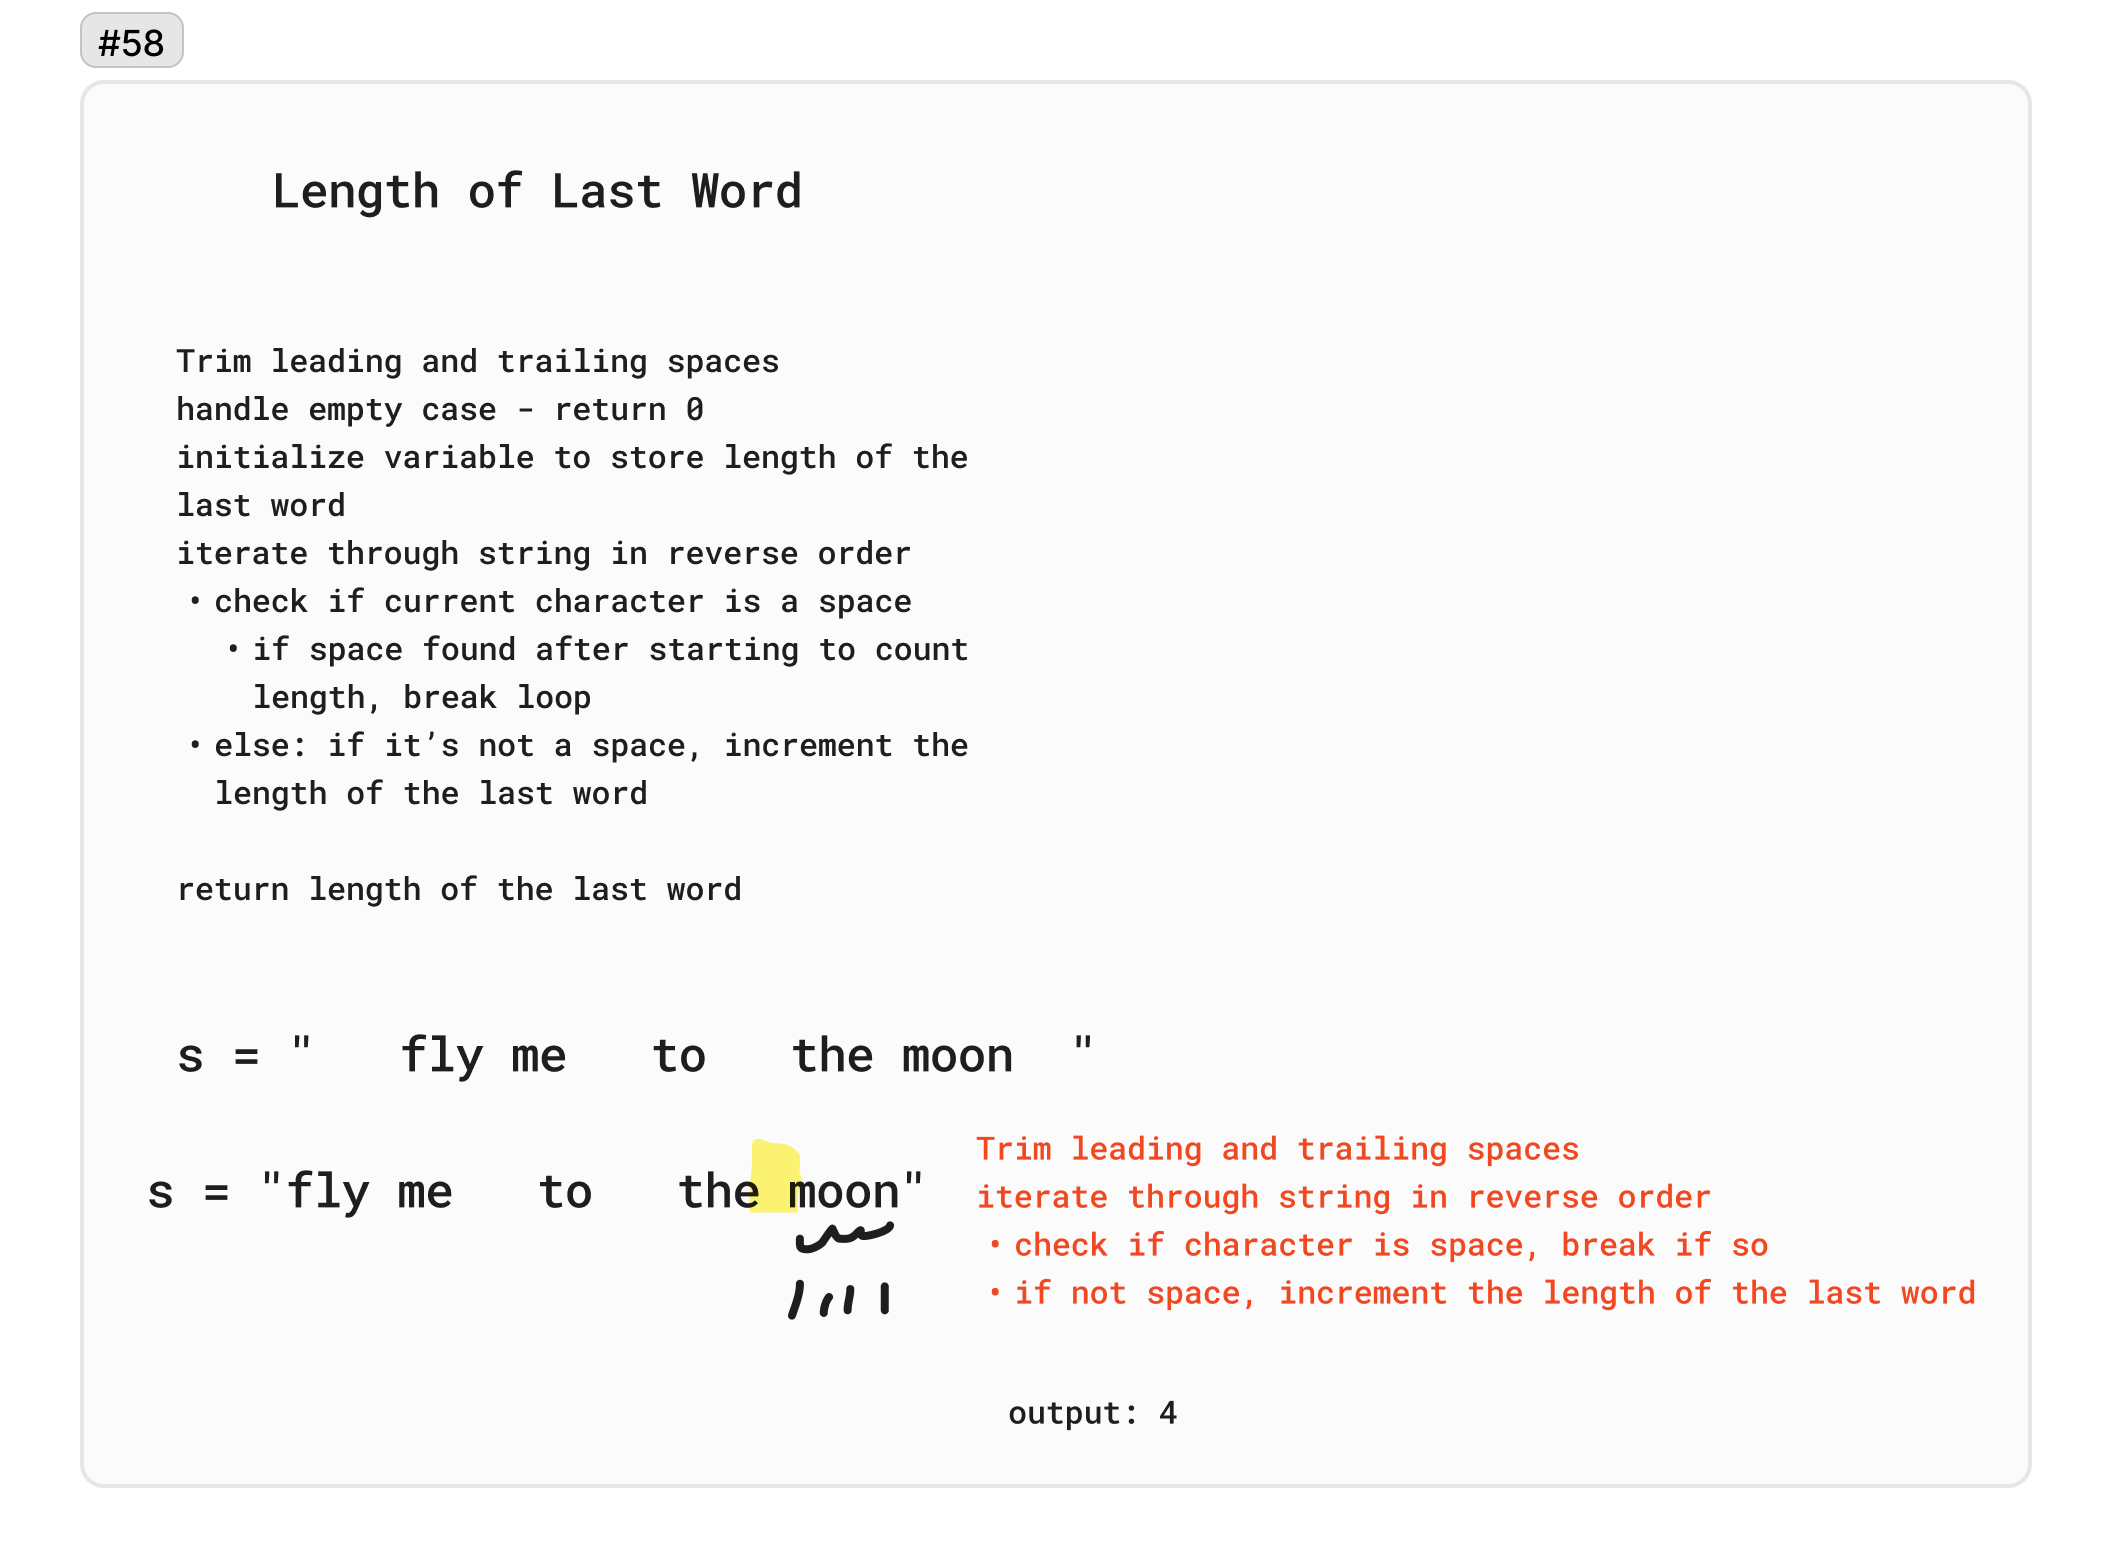 #58
Length of Last Word
Trim leading and trailing spaces
handle empty case - return 0
initialize variable to store length of the
last word
iterate through string in reverse order
• check if current character is a space
• if space found after starting to count
length, break loop
• else: if it’s not a space, increment the
length of the last word
return length of the last word
s = "   fly me   to   the moon  "
s = "fly me   to   the moon"
Trim leading and trailing spaces
iterate through string in reverse order
• check if character is space, break if so
• if not space, increment the length of the last word
output: 4